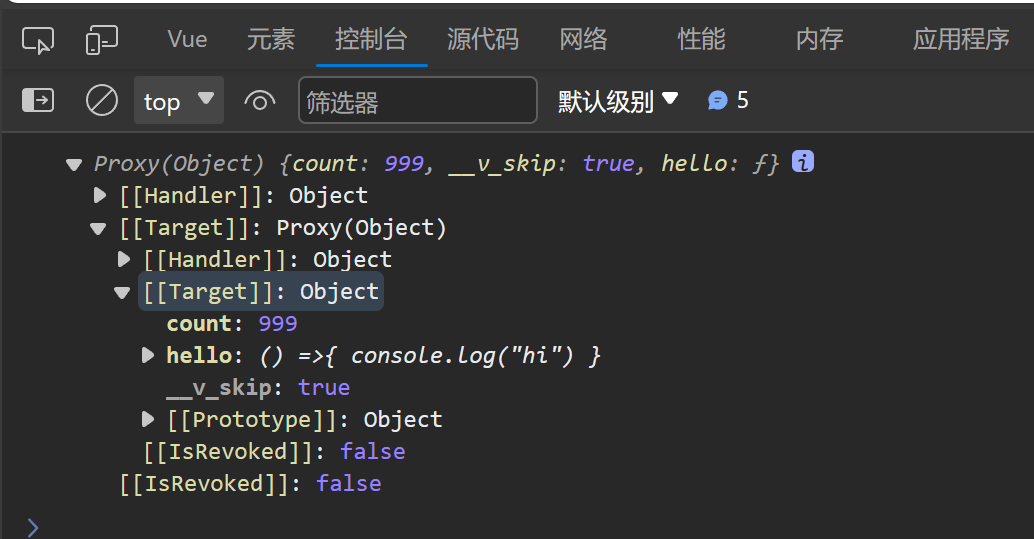 Vue 元素 控制台 源代码 网络 性能 内存 应用程序
top 筛选器 默认级别 5
Proxy(Object) {count: 999, __v_skip: true, hello: ƒ} i
[[Handler]]: Object
[[Target]]: Proxy(Object)
[[Handler]]: Object
[[Target]]: Object
count: 999
hello: () =>{ console.log("hi") }
__v_skip: true
[[Prototype]]: Object
[[IsRevoked]]: false
[[IsRevoked]]: false